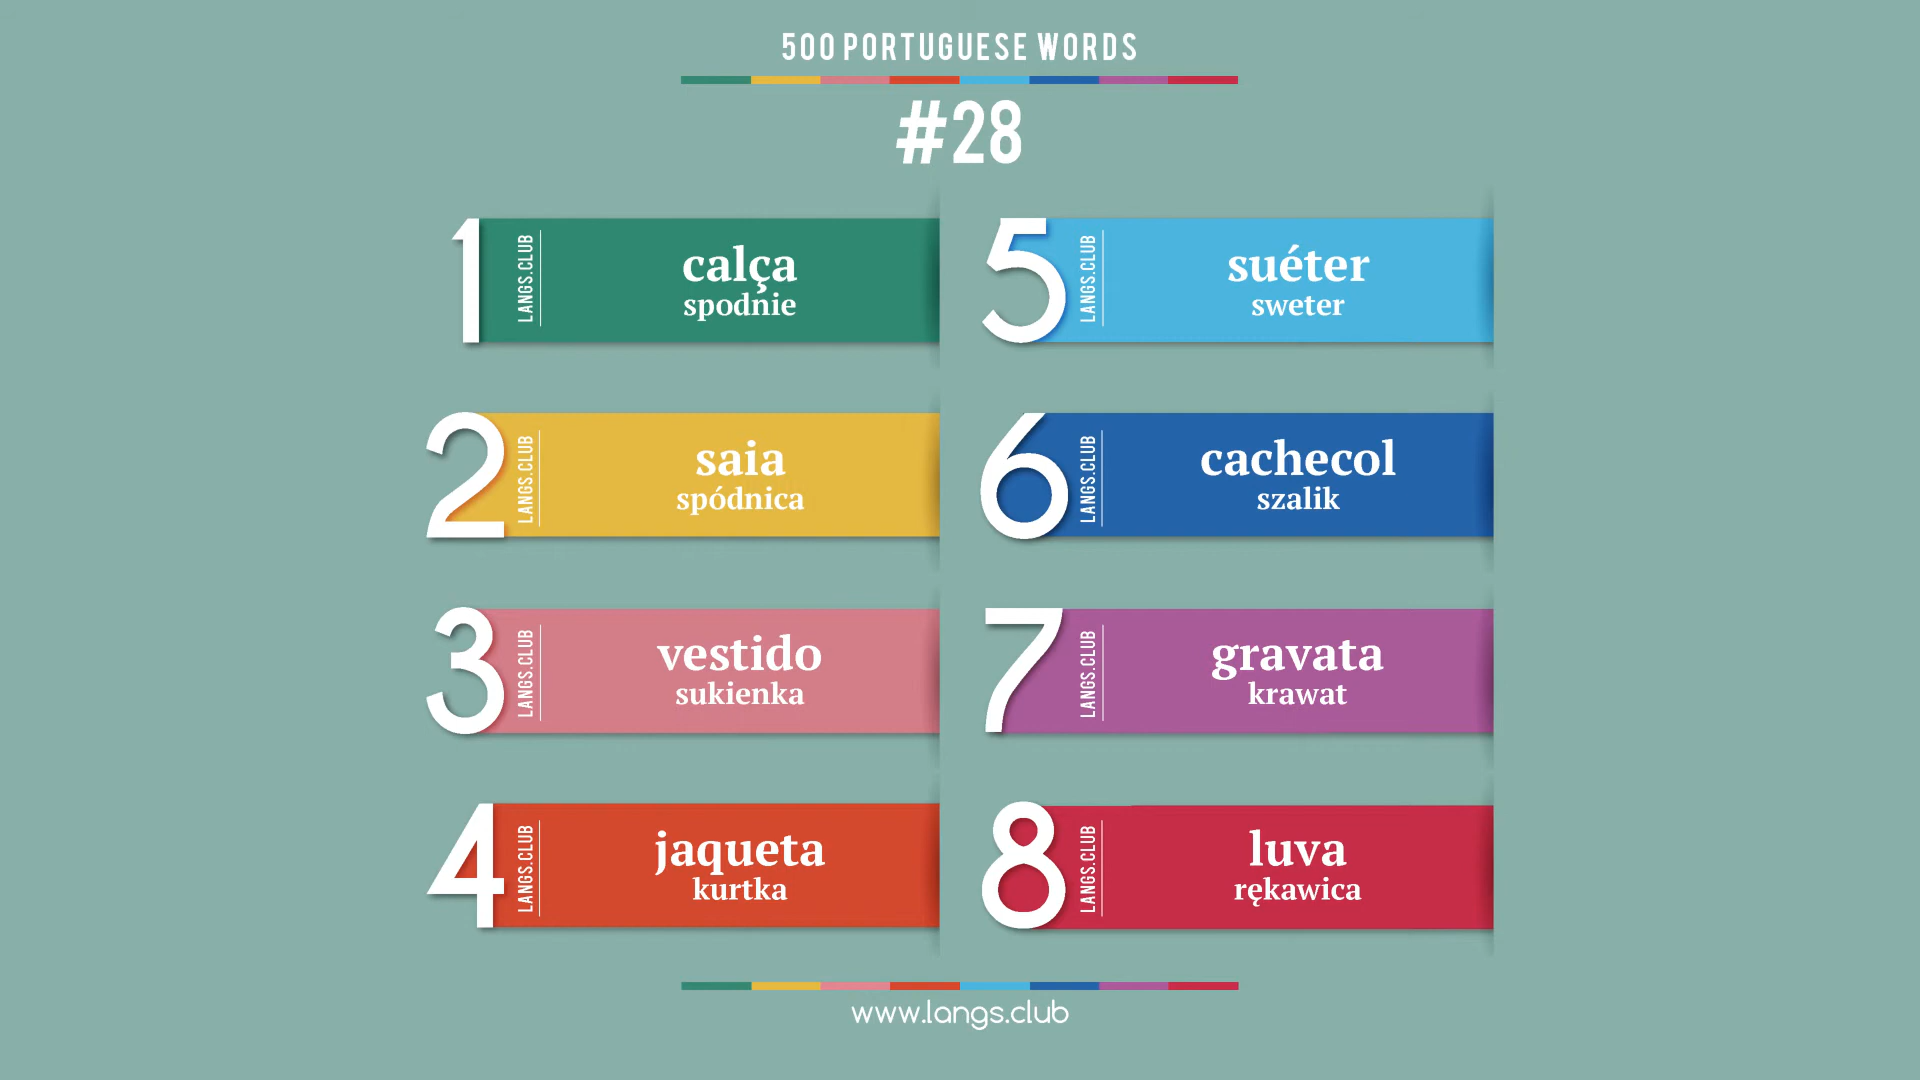 500 PORTUGUESE WORDS
#28
1
LANGS.CLUB
calça
spodnie
2
LANGS.CLUB
saia
spódnica
3
LANGS.CLUB
vestido
sukienka
4
LANGS.CLUB
jaqueta
kurtka
5
LANGS.CLUB
suéter
sweter
6
LANGS.CLUB
cachecol
szalik
7
LANGS.CLUB
gravata
krawat
8
LANGS.CLUB
luva
rękawica
www.langs.club